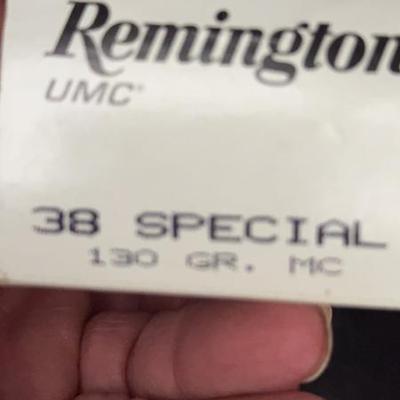 Remington
UMC®
38 SPECIAL
130 GR. MC